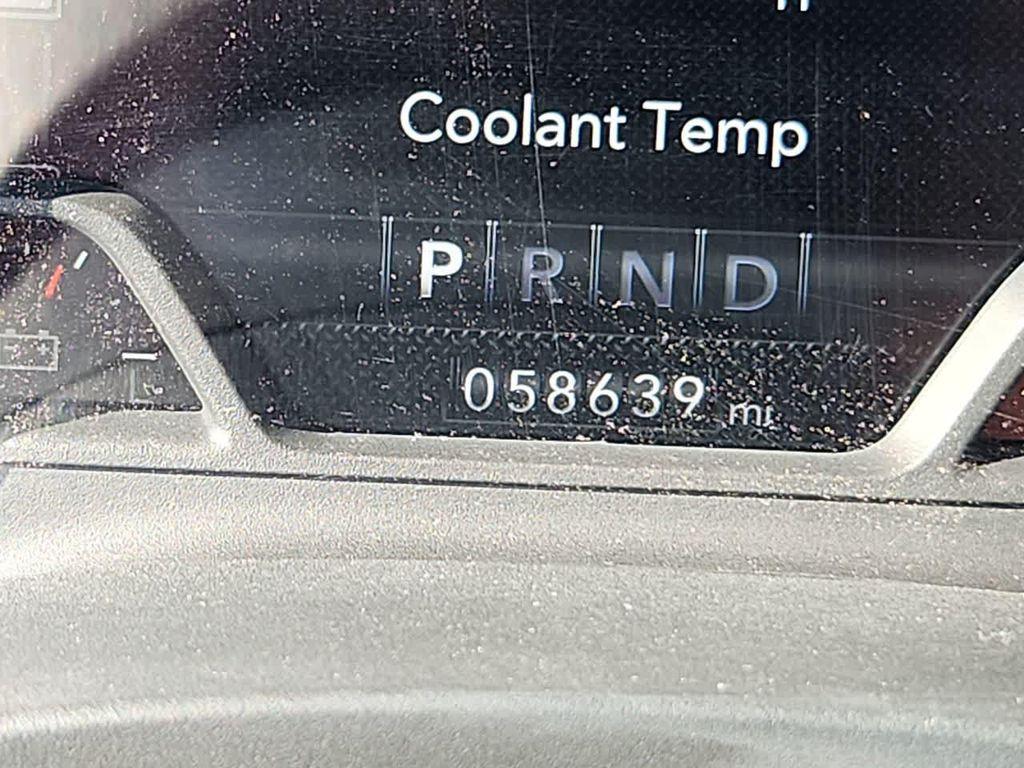 Coolant Temp
P R N D
058639 mi